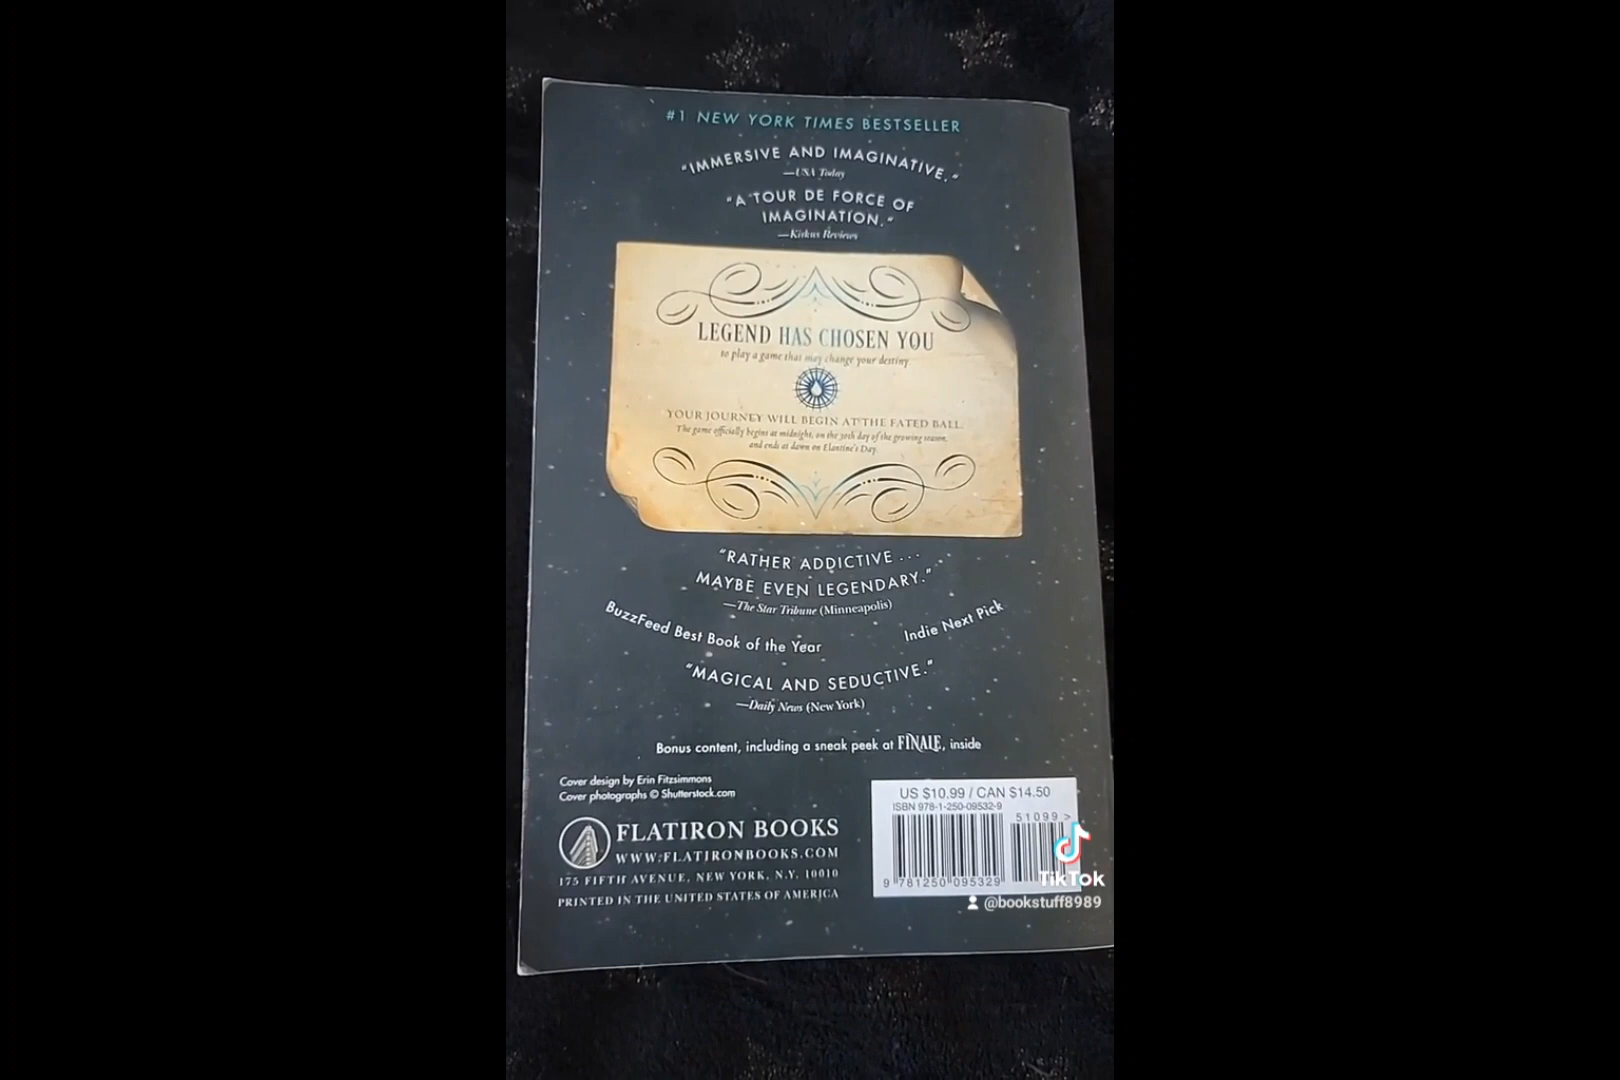 #1 NEW YORK TIMES BESTSELLER
"IMMERSIVE AND IMAGINATIVE."
—USA Today
"A TOUR DE FORCE OF
IMAGINATION."
—Kirkus Reviews
LEGEND HAS CHOSEN YOU
to play a game that may change your destiny
YOUR JOURNEY WILL BEGIN AT THE FATED BALL.
The game officially begins at midnight, on the 30th day of the growing season,
and ends at dawn on Elantine's Day.
"RATHER ADDICTIVE . . .
MAYBE EVEN LEGENDARY."
—The Star Tribune (Minneapolis)
BuzzFeed Best Book of the Year
Indie Next Pick
"MAGICAL AND SEDUCTIVE."
—Daily News (New York)
Bonus content, including a sneak peek at FINALE, inside
Cover design by Erin Fitzsimmons
Cover photographs © Shutterstock.com
FLATIRON BOOKS
WWW.FLATIRONBOOKS.COM
175 FIFTH AVENUE, NEW YORK, N.Y. 10010
PRINTED IN THE UNITED STATES OF AMERICA
US $10.99 / CAN $14.50
ISBN 978-1-250-09532-9
51099 >
9 781250 095329
TikTok
@bookstuff8989